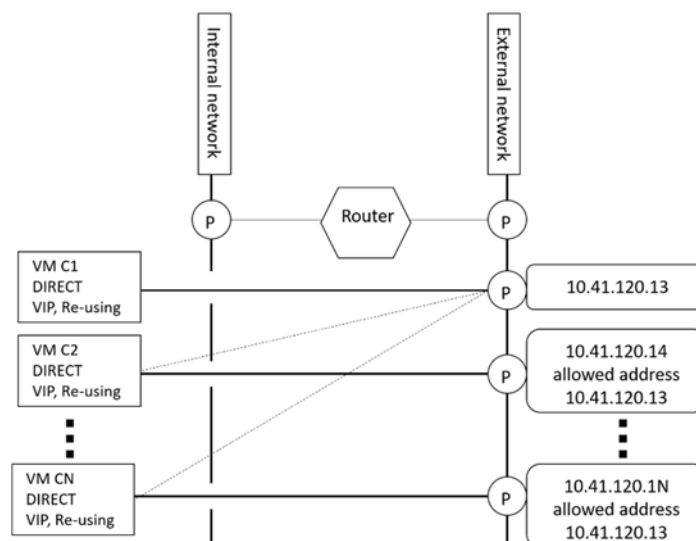 Internal network
External network
P
Router
P
VM C1
DIRECT
VIP, Re-using
P
10.41.120.13
VM C2
DIRECT
VIP, Re-using
P
10.41.120.14
allowed address
10.41.120.13
VM CN
DIRECT
VIP, Re-using
P
10.41.120.1N
allowed address
10.41.120.13